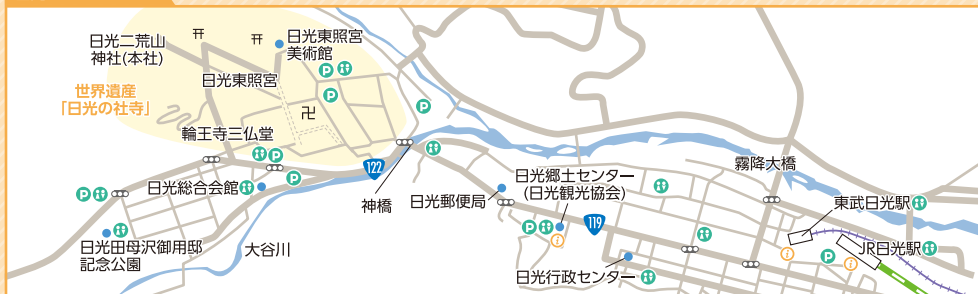 日光二荒山
神社(本社)
日光東照宮
美術館
日光東照宮
世界遺産
「日光の社寺」
輪王寺三仏堂
日光総合会館
日光田母沢御用邸
記念公園
大谷川
122
神橋
日光郵便局
日光郷土センター
(日光観光協会)
119
日光行政センター
霧降大橋
東武日光駅
JR日光駅
P
P
P
P
P
P
P
P
i
i
i